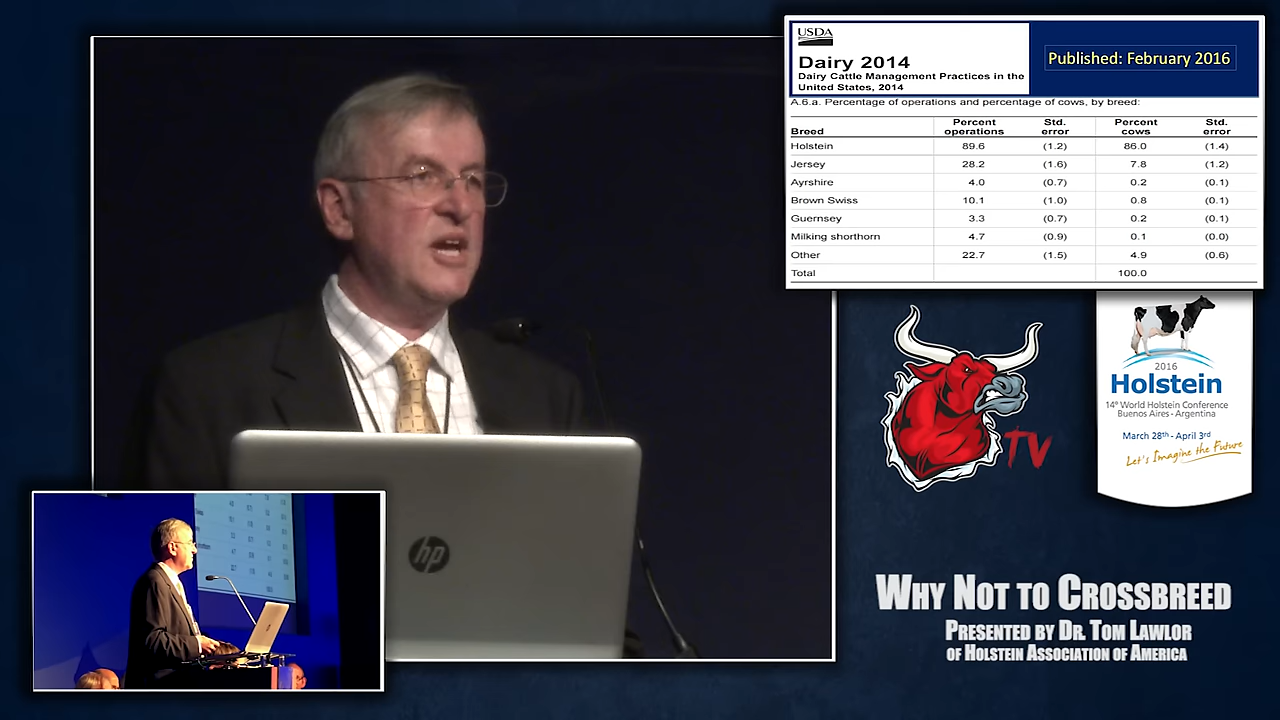 USDA
Dairy 2014
Dairy Cattle Management Practices in the
United States, 2014
Published: February 2016
A.6.a. Percentage of operations and percentage of cows, by breed:
Breed Percent operations Std. error Percent cows Std. error
Holstein 89.6 (1.2) 86.0 (1.4)
Jersey 28.2 (1.6) 7.8 (1.2)
Ayrshire 4.0 (0.7) 0.2 (0.1)
Brown Swiss 10.1 (1.0) 0.8 (0.1)
Guernsey 3.3 (0.7) 0.2 (0.1)
Milking shorthorn 4.7 (0.9) 0.1 (0.0)
Other 22.7 (1.5) 4.9 (0.6)
Total 100.0
hp
TV
2016
Holstein
14º World Holstein Conference
Buenos Aires - Argentina
March 28th - April 3rd
Let's Imagine the Future
WHY NOT TO CROSSBREED
PRESENTED BY DR. TOM LAWLOR
OF HOLSTEIN ASSOCIATION OF AMERICA